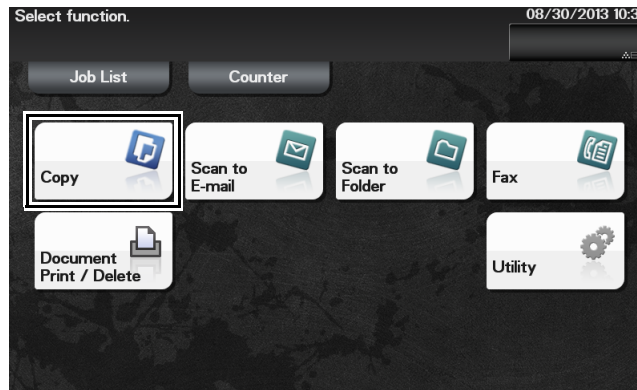 Select function.
08/30/2013 10:3
Job List
Counter
Copy
Scan to
E-mail
Scan to
Folder
Fax
Document
Print / Delete
Utility